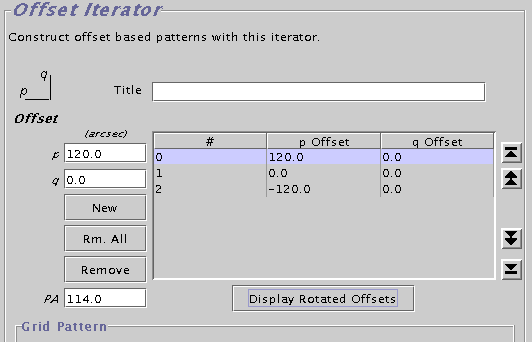 Offset Iterator
Construct offset based patterns with this iterator.
q
p
Title
Offset
(arcsec)
# p Offset q Offset
p 120.0
0 120.0 0.0
q 0.0
1 0.0 0.0
2 -120.0 0.0
New
Rm. All
Remove
PA 114.0
Display Rotated Offsets
Grid Pattern